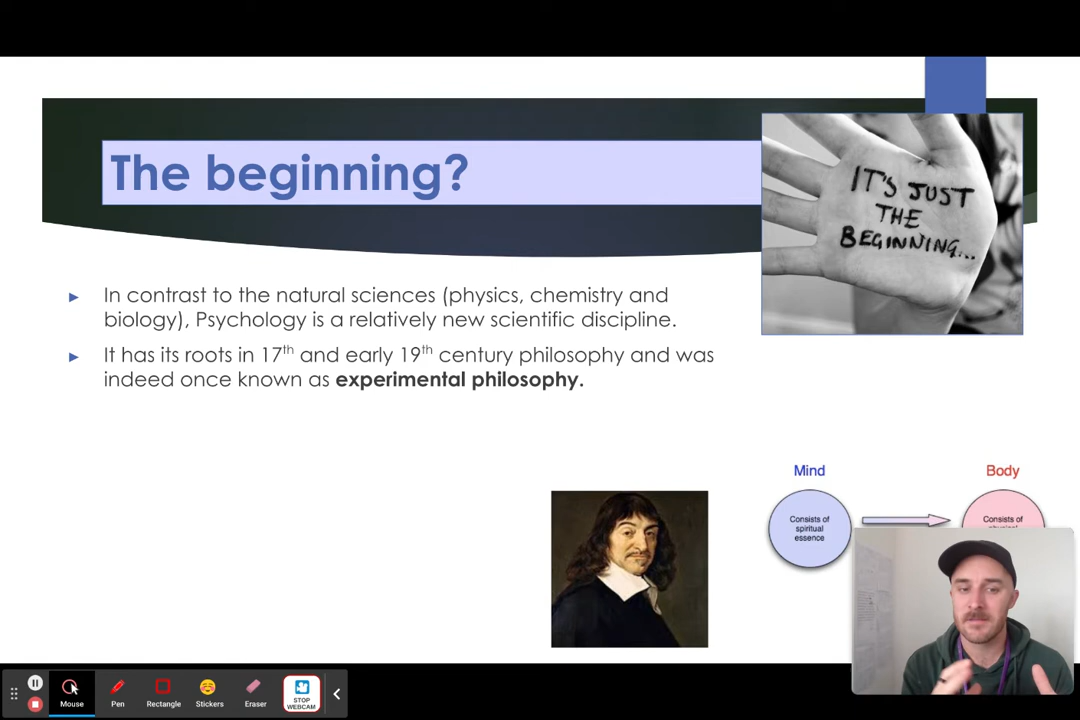 The beginning?
IT'S JUST
THE
BEGINNING...
In contrast to the natural sciences (physics, chemistry and
biology), Psychology is a relatively new scientific discipline.
It has its roots in 17th and early 19th century philosophy and was
indeed once known as experimental philosophy.
Mind
Body
Consists of
spiritual
essence
Consists of
Mouse
Pen
Rectangle
Stickers
Eraser
STOP
WEBCAM